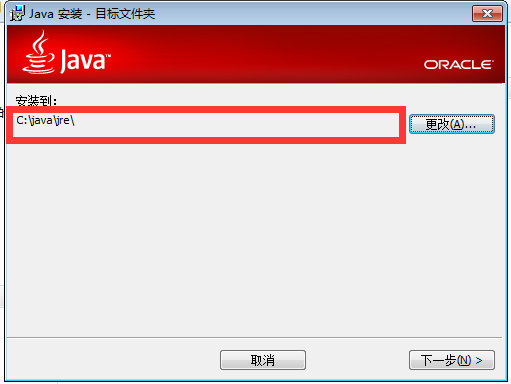 Java 安装 - 目标文件夹
Java™
ORACLE®
安装到：
C:\java\jre\
更改(A)...
取消
下一步(N) >